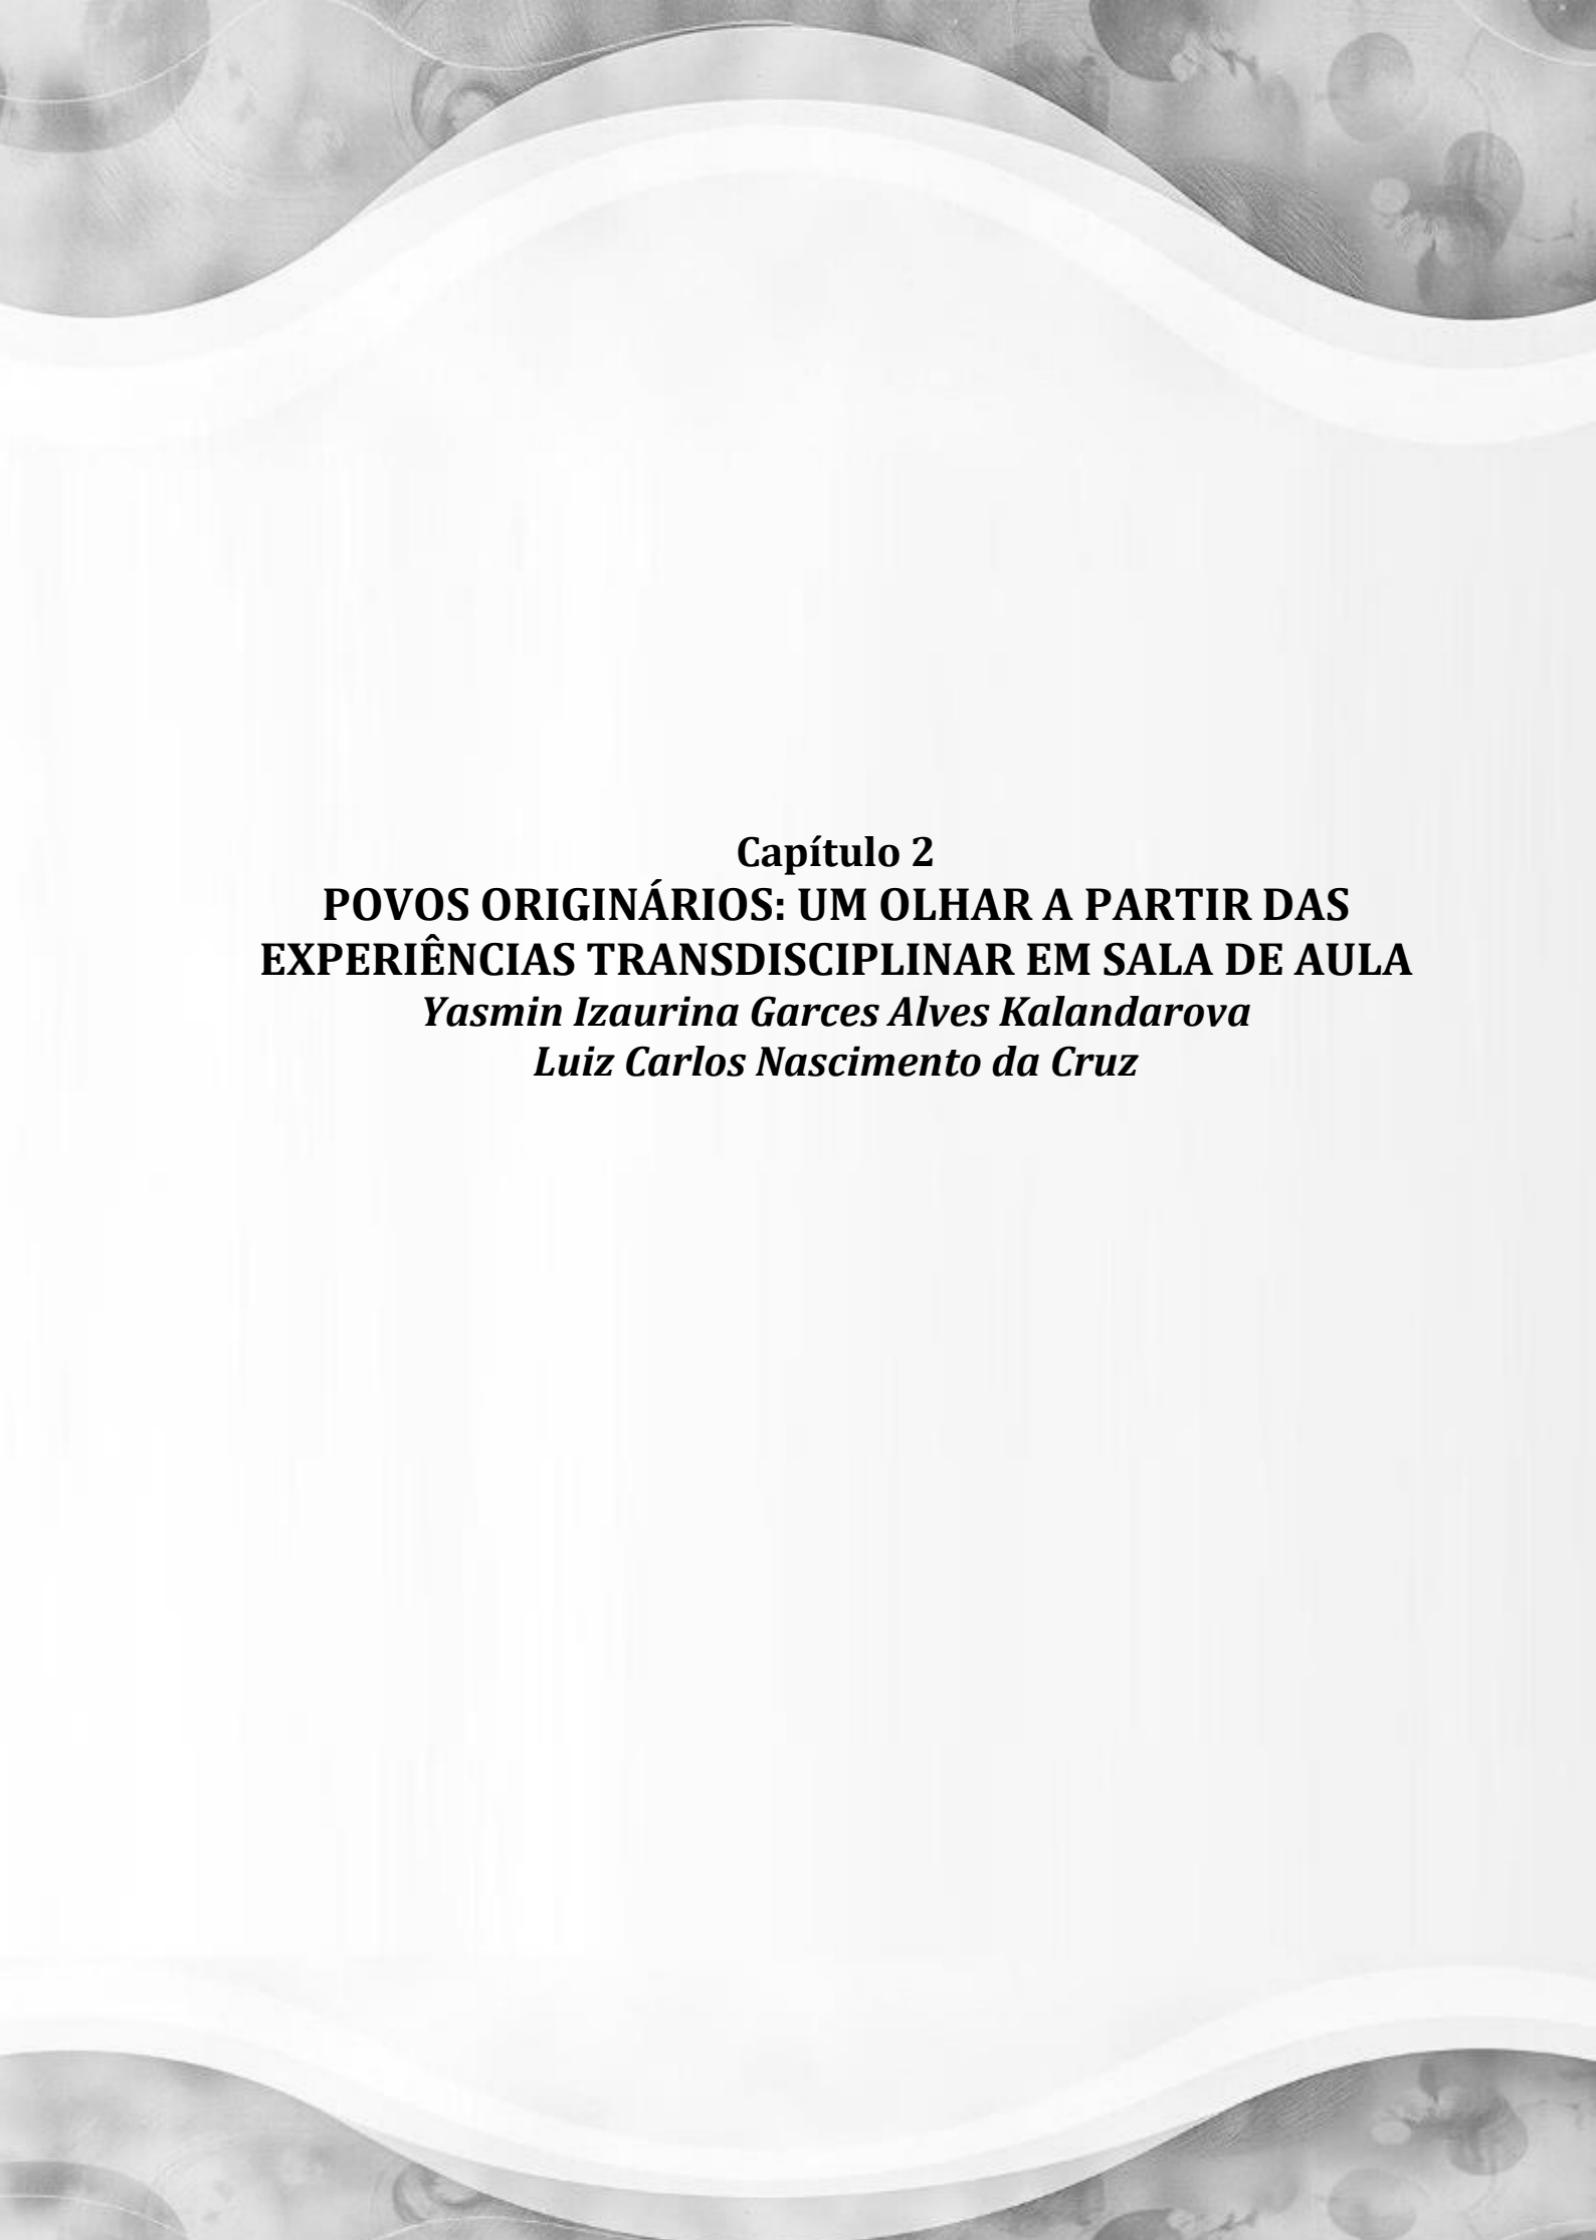 Capítulo 2
POVOS ORIGINÁRIOS: UM OLHAR A PARTIR DAS
EXPERIÊNCIAS TRANSDISCIPLINAR EM SALA DE AULA
Yasmin Izaurina Garces Alves Kalandarova
Luiz Carlos Nascimento da Cruz